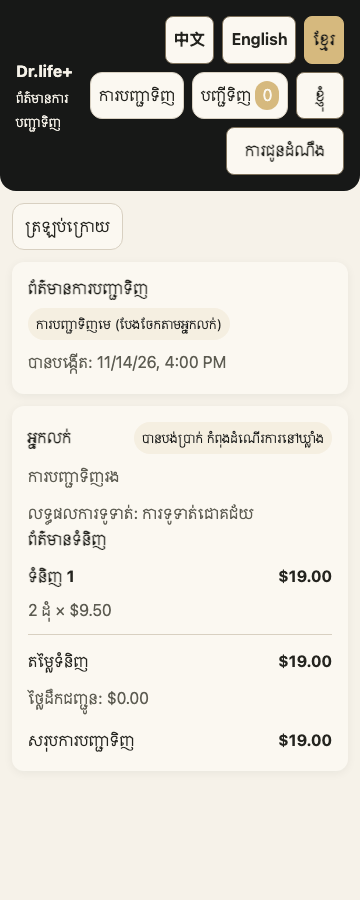 中文
English
ខ្មែរ
Dr.life+
ព័ត៌មានការ
បញ្ជាទិញ
ការបញ្ជាទិញ
បញ្ជីទិញ 0
ខ្ញុំ
ការជូនដំណឹង
ត្រឡប់ក្រោយ
ព័ត៌មានការបញ្ជាទិញ
ការបញ្ជាទិញមេ (បែងចែកតាមអ្នកលក់)
បានបង្កើត: 11/14/26, 4:00 PM
អ្នកលក់
បានបង់ប្រាក់ កំពុងដំណើរការនៅឃ្លាំង
ការបញ្ជាទិញរង
លទ្ធផលការទូទាត់: ការទូទាត់ជោគជ័យ
ព័ត៌មានទំនិញ
ទំនិញ 1 $19.00
2 ដុំ × $9.50
តម្លៃទំនិញ $19.00
ថ្លៃដឹកជញ្ជូន: $0.00
សរុបការបញ្ជាទិញ $19.00